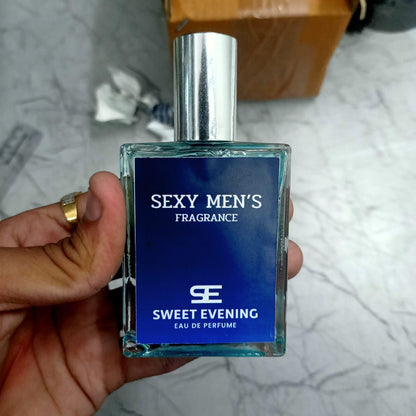 SEXY MEN'S
FRAGRANCE
SE
SWEET EVENING
EAU DE PERFUME